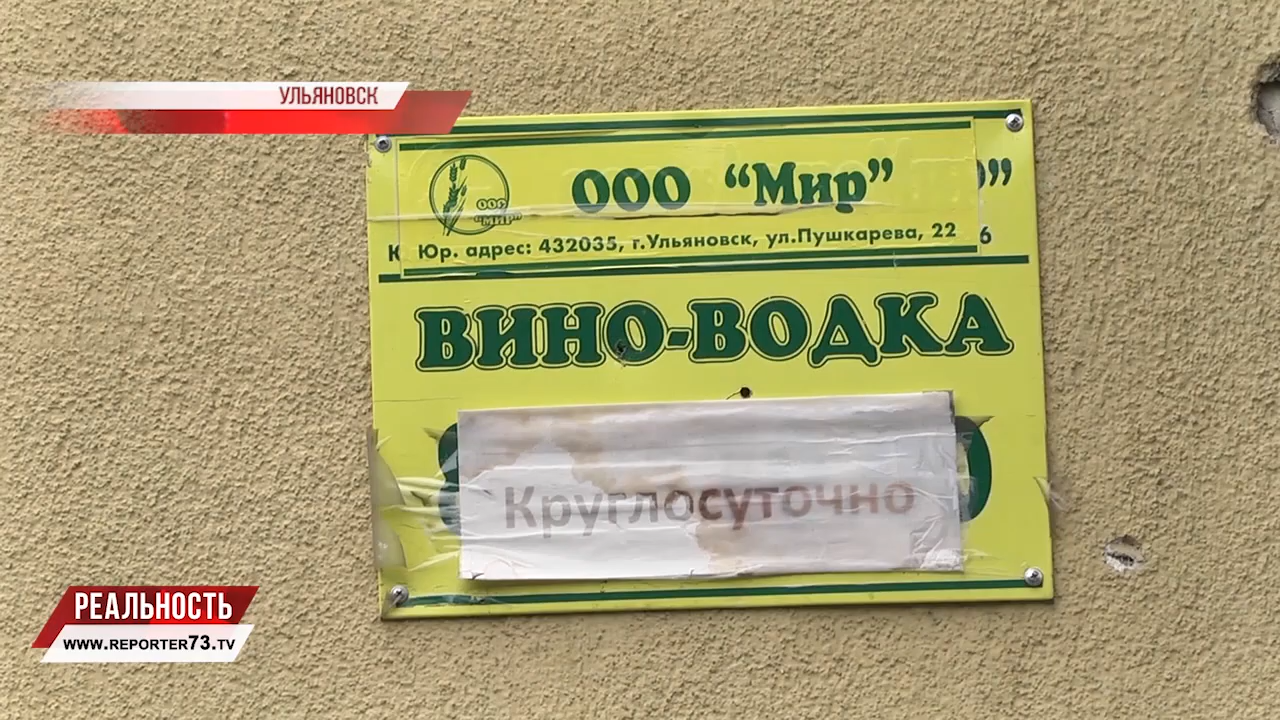 УЛЬЯНОВСК
ООО "Мир"
ООО
"МИР"
Юр. адрес: 432035, г.Ульяновск, ул.Пушкарева, 22
ВИНО-ВОДКА
Круглосуточно
РЕАЛЬНОСТЬ
WWW.REPORTER73.TV